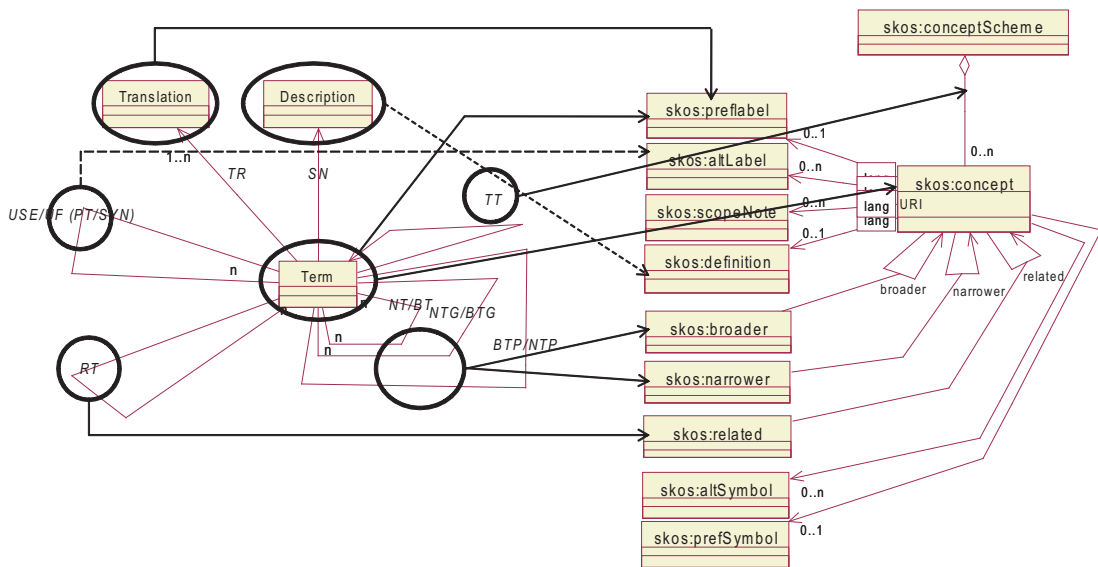 skos:conceptScheme
Translation
Description
skos:preflabel
0..1
1..n
skos:altLabel
0..n
0..n
TR
SN
TT
skos:concept
USE/UF (PT/SYN)
skos:scopeNote
0..n
lang
URI
lang
0..1
n
Term
skos:definition
broader
narrower
related
n
n
NT/BT
NTG/BTG
skos:broader
n
n
BTP/NTP
RT
skos:narrower
skos:related
skos:altSymbol
0..n
0..1
skos:prefSymbol